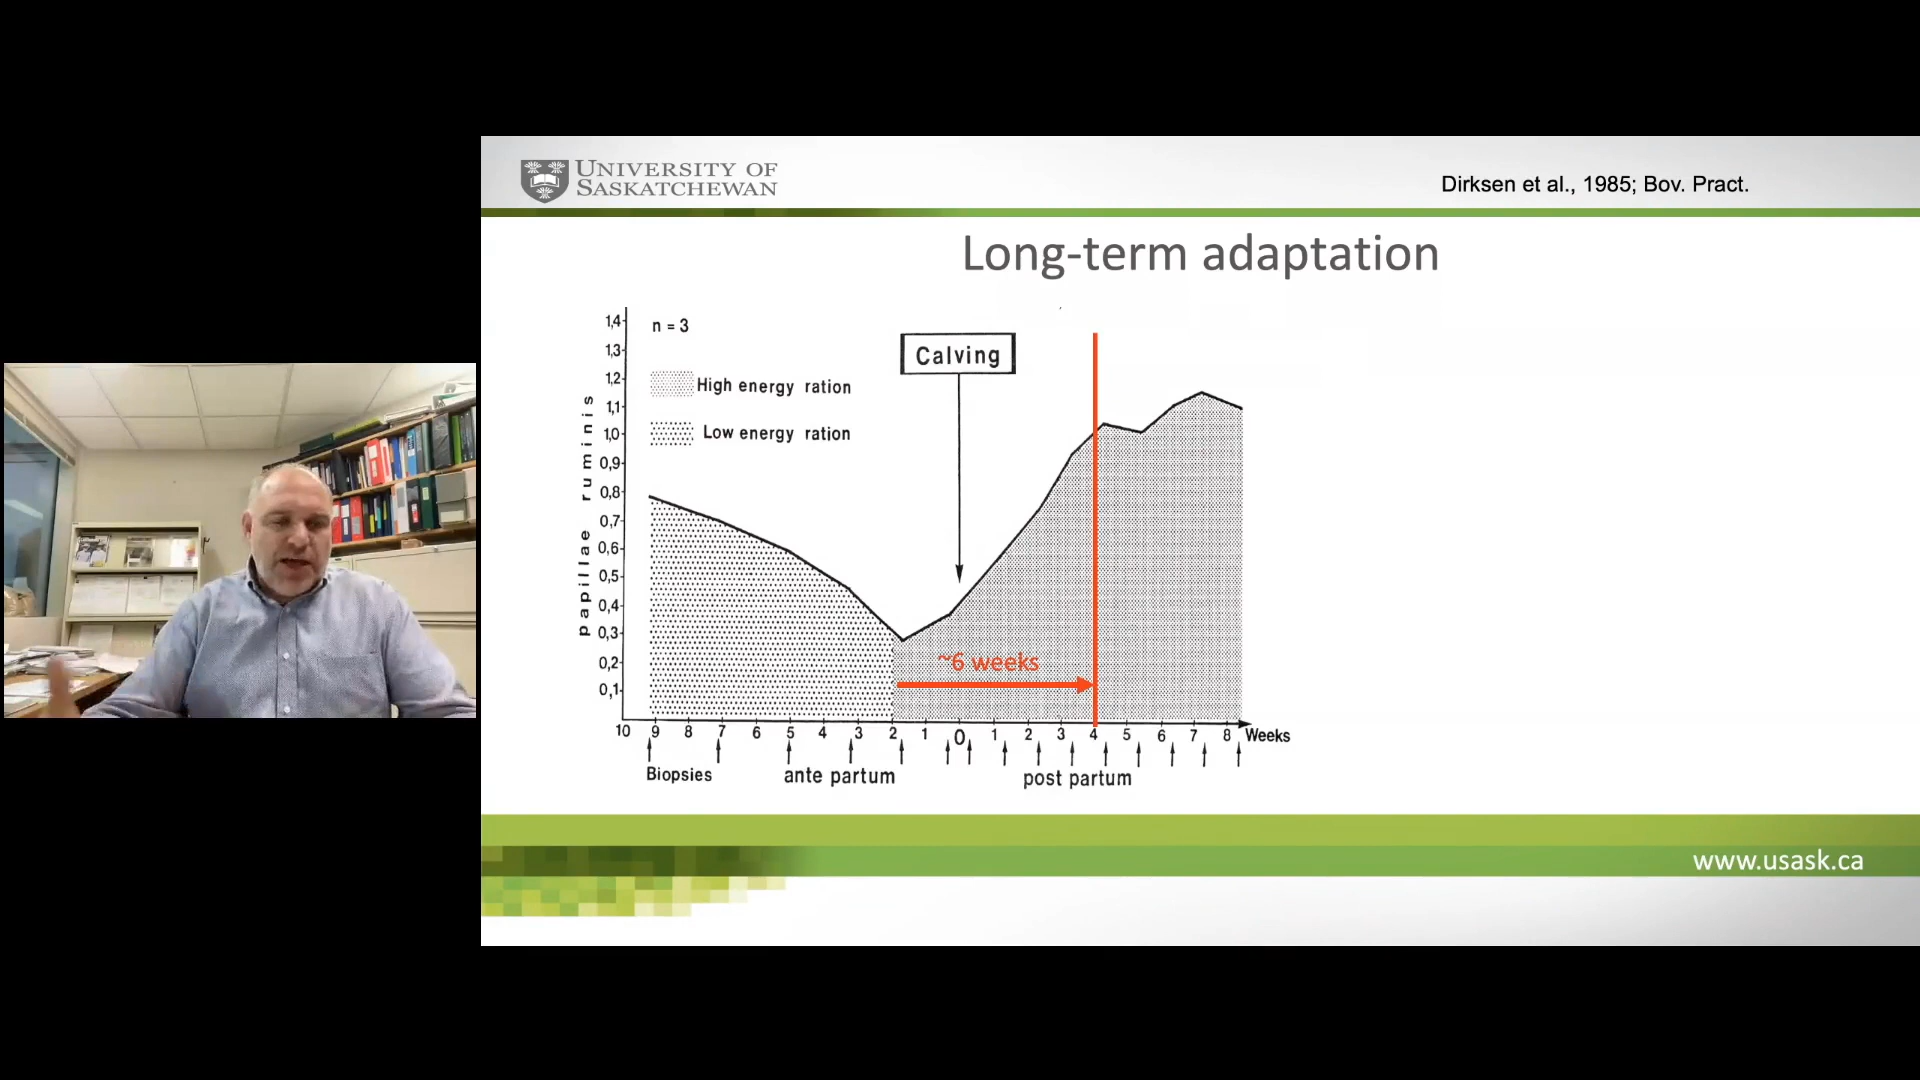 UNIVERSITY OF
SASKATCHEWAN
Dirksen et al., 1985; Bov. Pract.
Long-term adaptation
n = 3
High energy ration
Low energy ration
Calving
papillae ruminis
1,4
1,3
1,2
1,1
1,0
0,9
0,8
0,7
0,6
0,5
0,4
0,3
0,2
0,1
~6 weeks
10 9 8 7 6 5 4 3 2 1 0 1 2 3 4 5 6 7 8 Weeks
Biopsies ante partum post partum
www.usask.ca